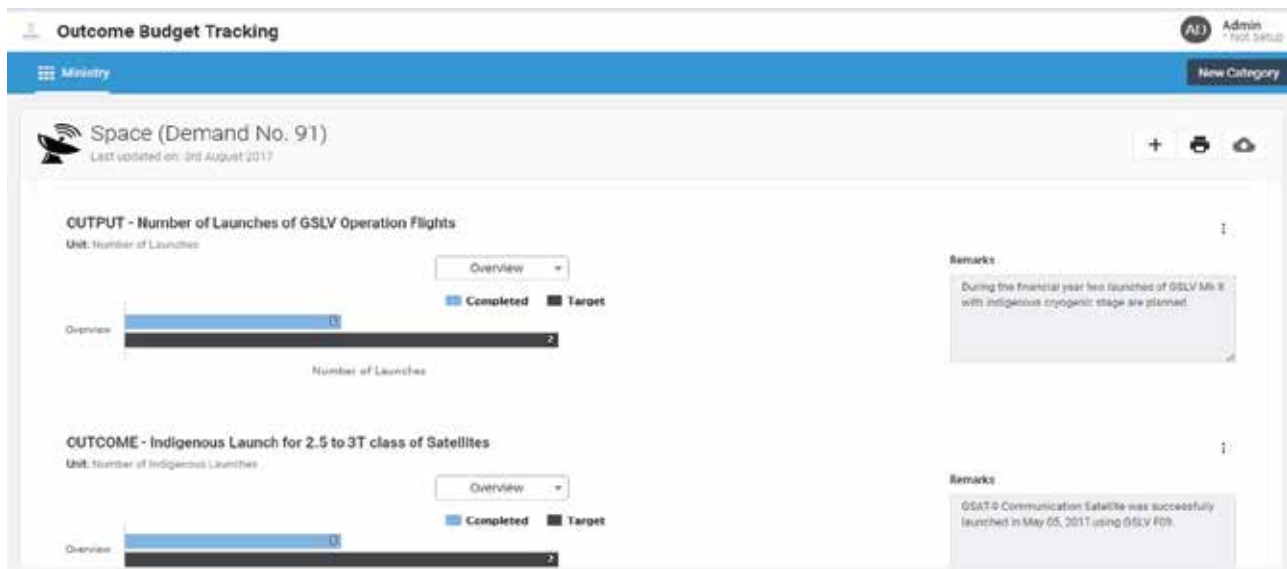 Outcome Budget Tracking
AD
Admin
* Not Setup
Ministry
New Category
Space (Demand No. 91)
Last updated on: 3rd August 2017
OUTPUT - Number of Launches of GSLV Operation Flights
Unit: Number of Launches
Overview
Completed Target
Overview
1
2
Number of Launches
Remarks
During the financial year two launches of GSLV Mk II
with indigenous cryogenic stage are planned
OUTCOME - Indigenous Launch for 2.5 to 3T class of Satellites
Unit: Number of Indigenous Launches
Overview
Completed Target
Overview
1
2
Remarks
GSAT-9 Communication Satellite was successfully
launched in May 05, 2017 using GSLV F09.